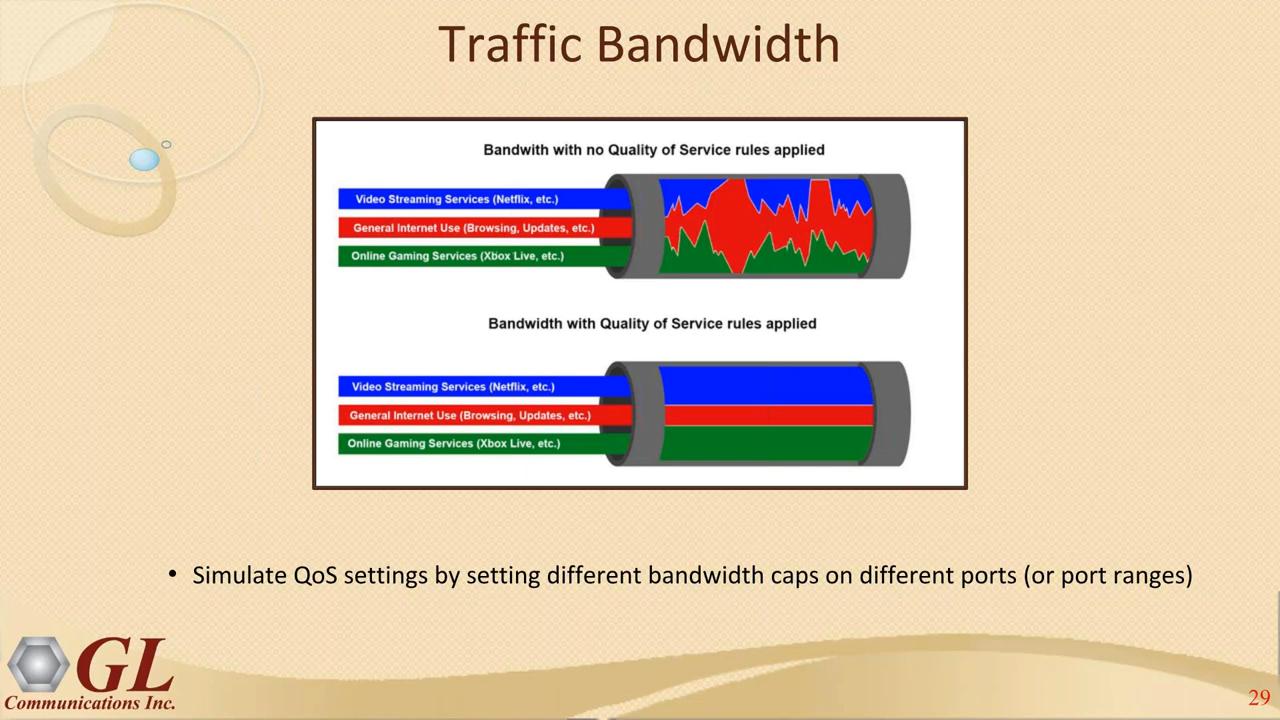 Traffic Bandwidth
Bandwith with no Quality of Service rules applied
Video Streaming Services (Netflix, etc.)
General Internet Use (Browsing, Updates, etc.)
Online Gaming Services (Xbox Live, etc.)
Bandwidth with Quality of Service rules applied
Video Streaming Services (Netflix, etc.)
General Internet Use (Browsing, Updates, etc.)
Online Gaming Services (Xbox Live, etc.)
• Simulate QoS settings by setting different bandwidth caps on different ports (or port ranges)
GL
Communications Inc.
29